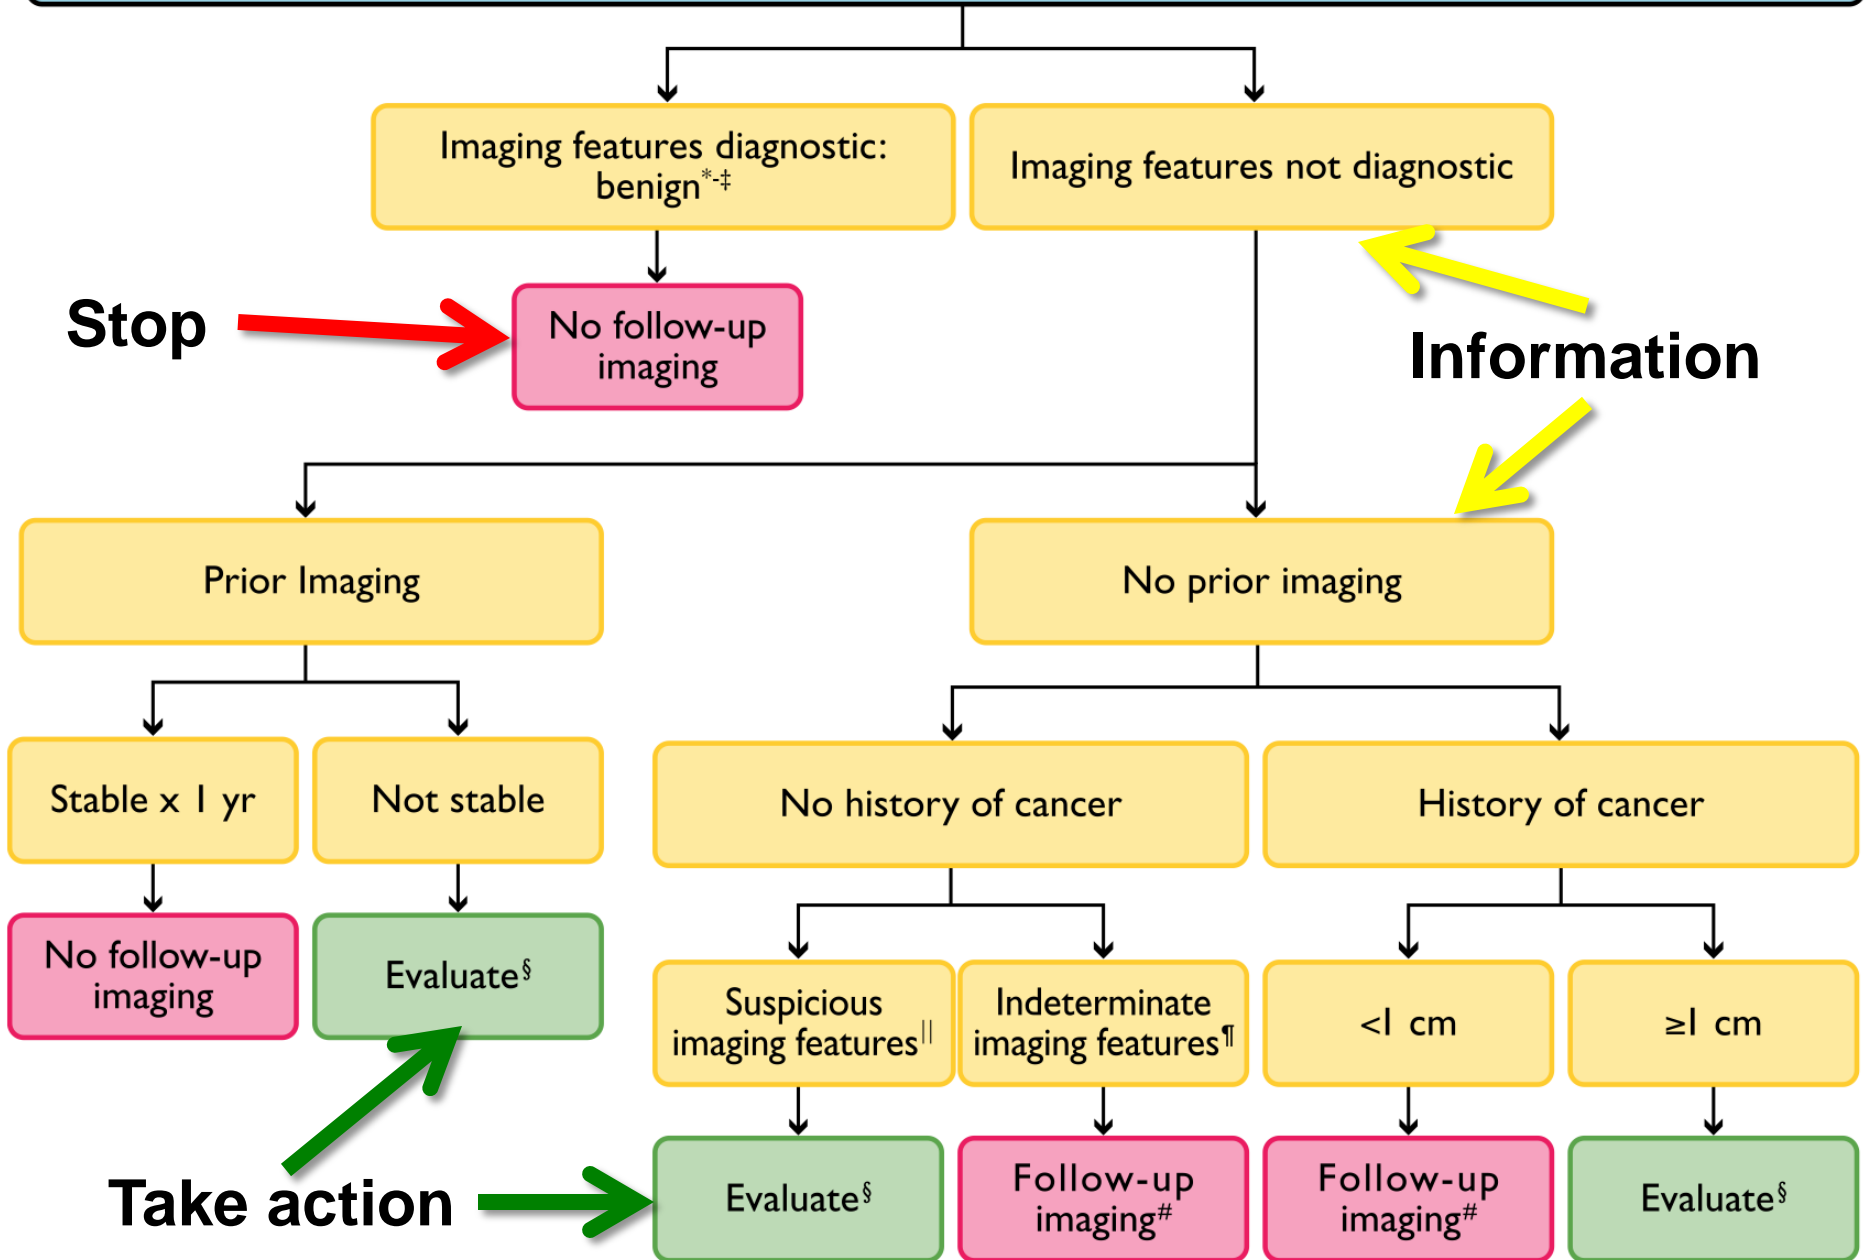 Imaging features diagnostic:
benign*-‡
Imaging features not diagnostic
Stop
No follow-up
imaging
Information
Prior Imaging
No prior imaging
Stable x 1 yr
Not stable
No history of cancer
History of cancer
No follow-up
imaging
Evaluate§
Suspicious
imaging features||
Indeterminate
imaging features¶
<1 cm
≥1 cm
Take action
Evaluate§
Follow-up
imaging#
Follow-up
imaging#
Evaluate§